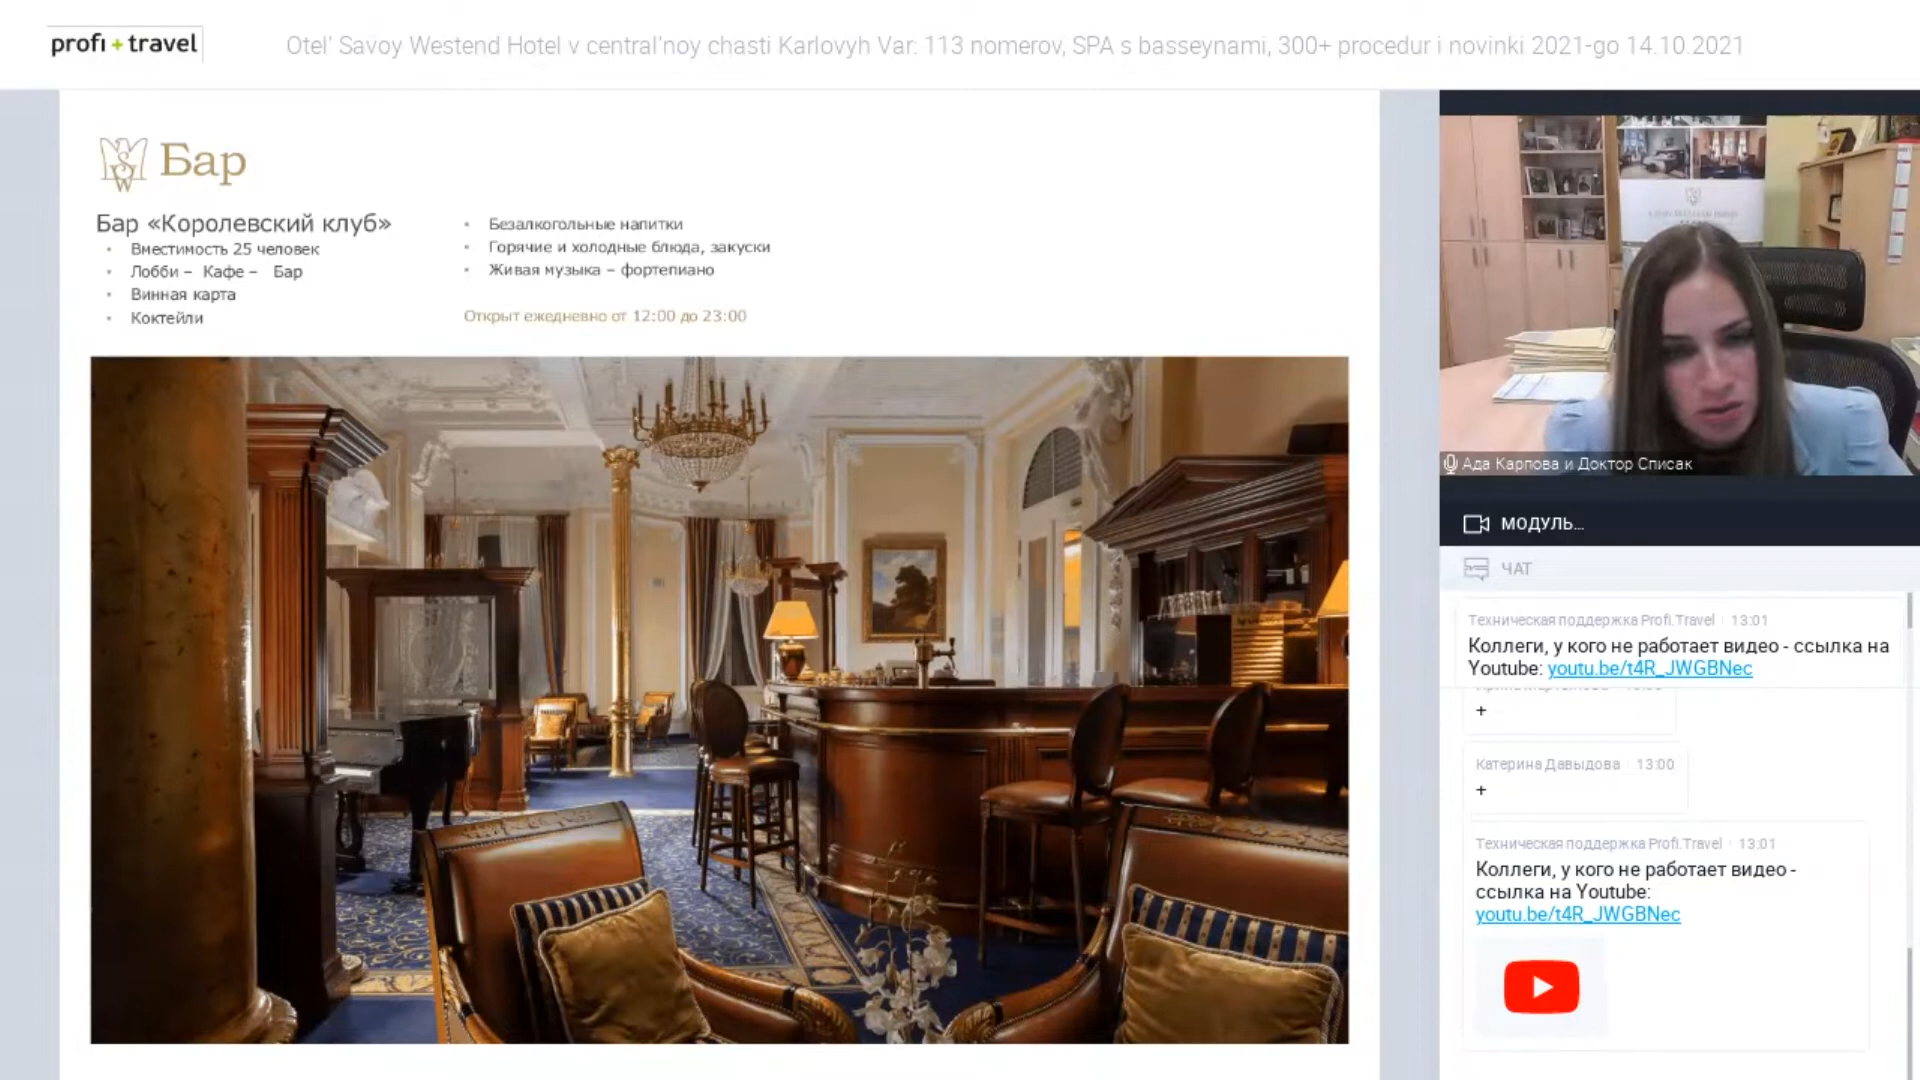 profi + travel
Otel' Savoy Westend Hotel v central'noy chasti Karlovyh Var: 113 nomerov, SPA s basseynami, 300+ procedur i novinki 2021-go 14.10.2021
Бар
Бар «Королевский клуб»
• Вместимость 25 человек
• Лобби – Кафе – Бар
• Винная карта
• Коктейли
• Безалкогольные напитки
• Горячие и холодные блюда, закуски
• Живая музыка – фортепиано
Открыт ежедневно от 12:00 до 23:00
Ада Карпова и Доктор Списак
МОДУЛЬ...
ЧАТ
Техническая поддержка Profi.Travel 13:01
Коллеги, у кого не работает видео - ссылка на
Youtube: youtu.be/t4R_JWGBNec
+
Катерина Давыдова 13:00
+
Техническая поддержка Profi.Travel 13:01
Коллеги, у кого не работает видео -
ссылка на Youtube:
youtu.be/t4R_JWGBNec